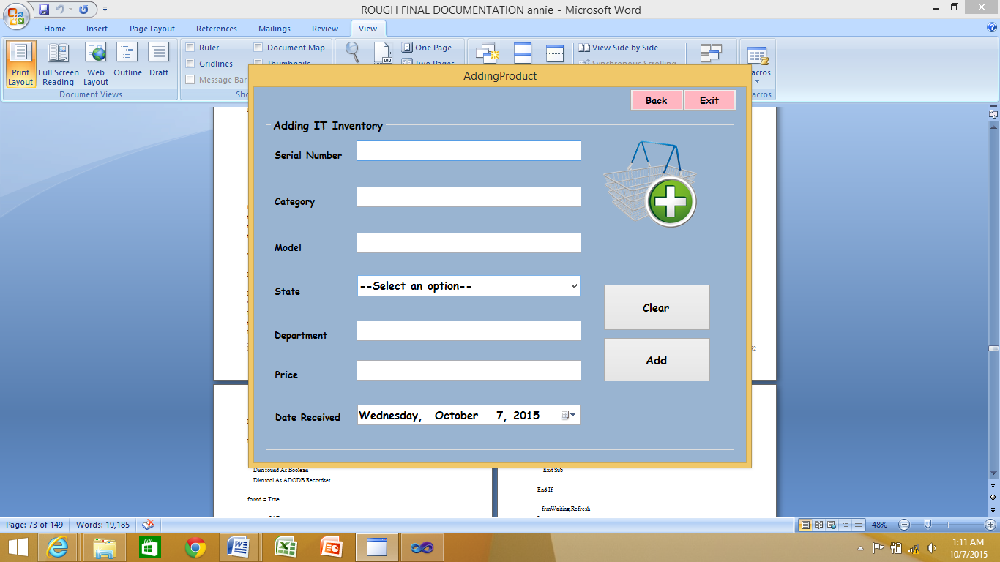 ROUGH FINAL DOCUMENTATION annie - Microsoft Word
Home Insert Page Layout References Mailings Review View
Ruler Document Map One Page View Side by Side
Gridlines Thumbnails Two Pages Synchronous Scrolling
Message Bar
Print Layout
Full Screen Reading
Web Layout
Outline
Draft
100
Document Views
AddingProduct
Back Exit
Adding IT Inventory
Serial Number
Category
Model
State --Select an option--
Clear
Department
Add
Price
Date Received Wednesday, October 7, 2015
Dim found As Boolean
Dim tool As ADODB.Recordset
found = True
Exit Sub
End If
frmWaiting.Refresh
Page: 73 of 149 Words: 19,185 48%
1:11 AM
10/7/2015